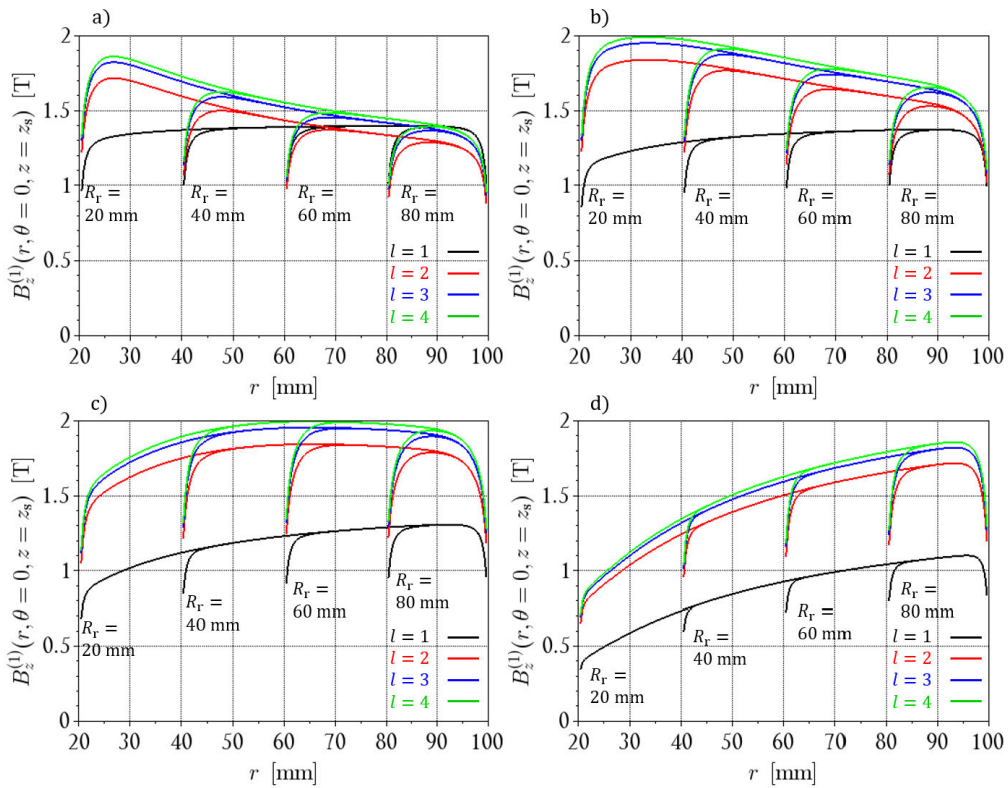 a)
B_z^(1)(r, θ = 0, z = z_s) [T]
2
1.5
1
0.5
0
R_r =
20 mm
R_r =
40 mm
R_r =
60 mm
R_r =
80 mm
l = 1
l = 2
l = 3
l = 4
20 30 40 50 60 70 80 90 100
r [mm]
b)
B_z^(1)(r, θ = 0, z = z_s) [T]
2
1.5
1
0.5
0
R_r =
20 mm
R_r =
40 mm
R_r =
60 mm
R_r =
80 mm
l = 1
l = 2
l = 3
l = 4
20 30 40 50 60 70 80 90 100
r [mm]
c)
B_z^(1)(r, θ = 0, z = z_s) [T]
2
1.5
1
0.5
0
R_r =
20 mm
R_r =
40 mm
R_r =
60 mm
R_r =
80 mm
l = 1
l = 2
l = 3
l = 4
20 30 40 50 60 70 80 90 100
r [mm]
d)
B_z^(1)(r, θ = 0, z = z_s) [T]
2
1.5
1
0.5
0
R_r =
20 mm
R_r =
40 mm
R_r =
60 mm
R_r =
80 mm
l = 1
l = 2
l = 3
l = 4
20 30 40 50 60 70 80 90 100
r [mm]